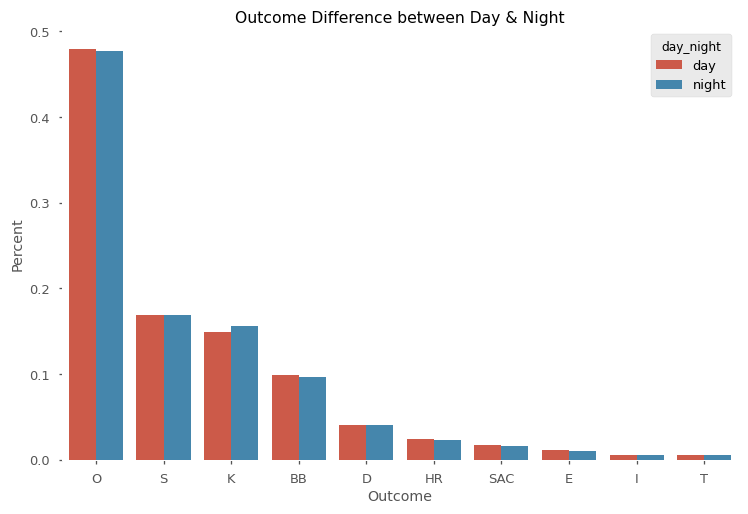 Outcome Difference between Day & Night
day_night
day
night
Percent
0.5
0.4
0.3
0.2
0.1
0.0
O S K BB D HR SAC E I T
Outcome